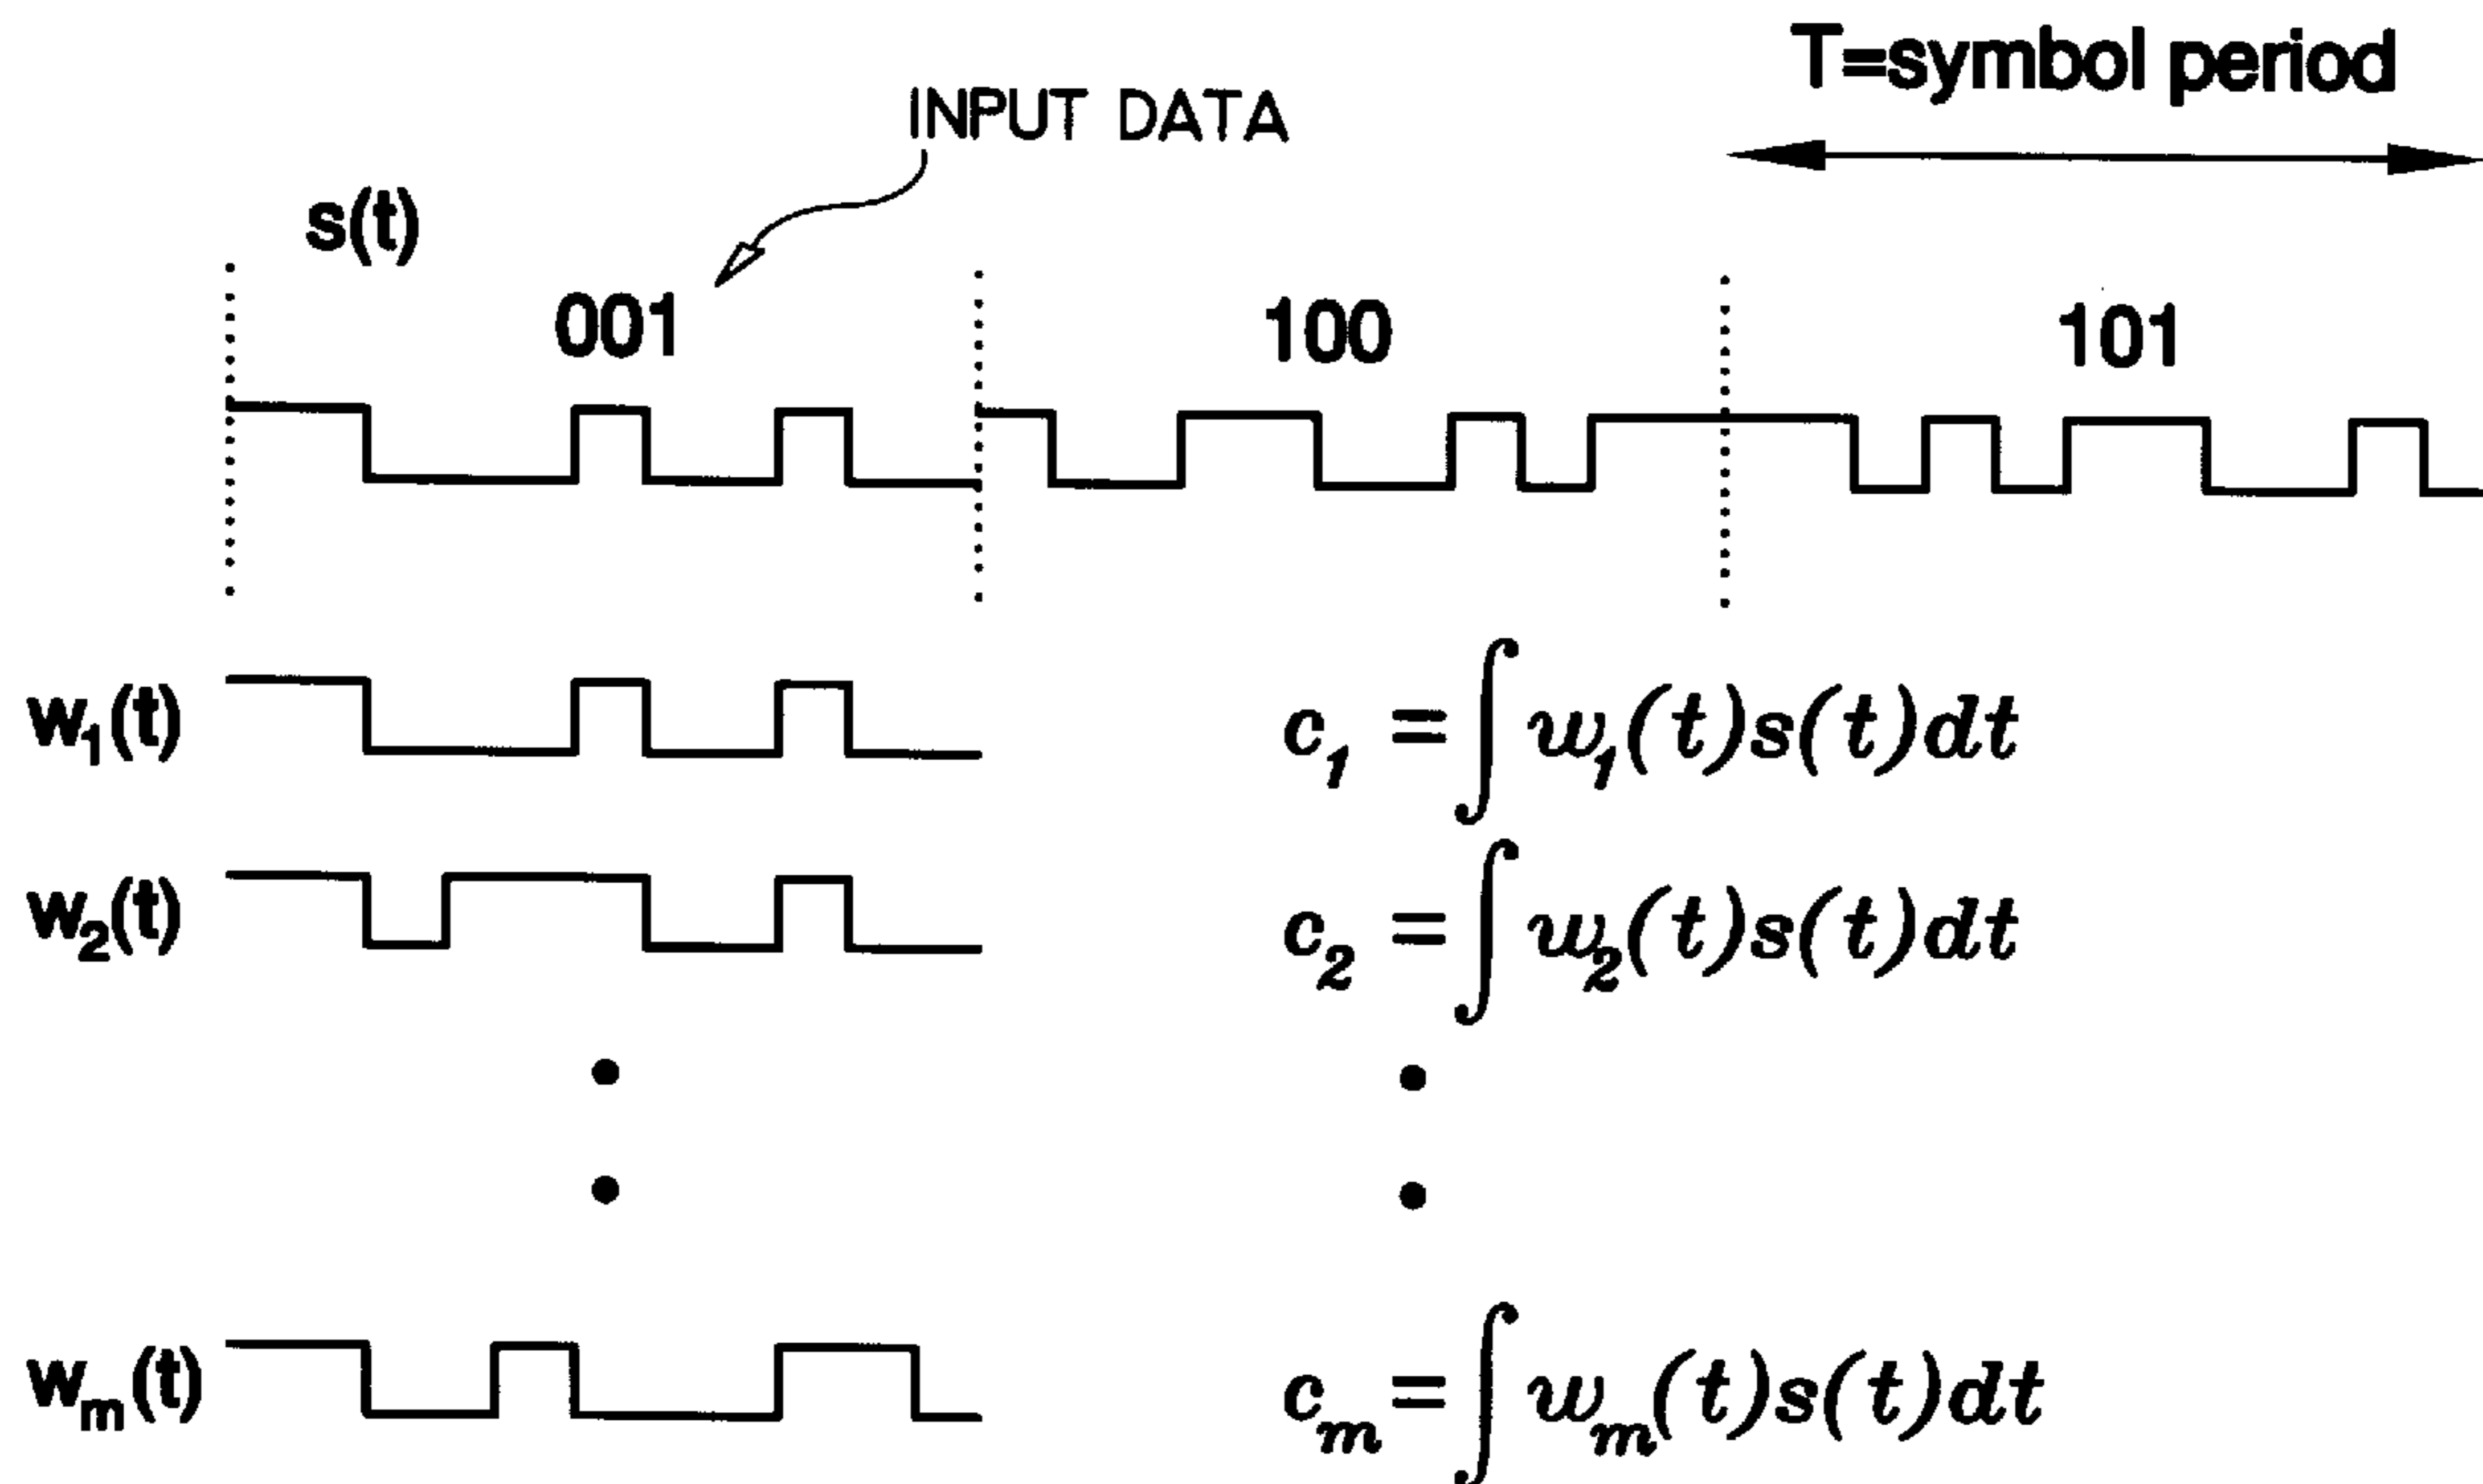 T=symbol period
INPUT DATA
s(t)
001 100 101
w₁(t)
c₁ = ∫ w₁(t)s(t)dt
w₂(t)
c₂ = ∫ w₂(t)s(t)dt
wₘ(t)
cₘ = ∫ wₘ(t)s(t)dt